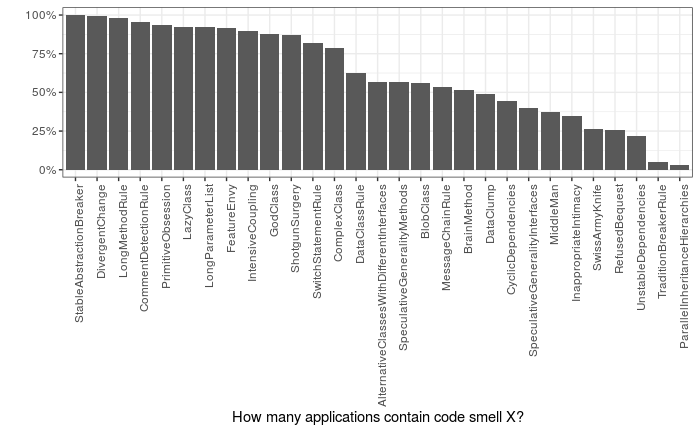 100%
75%
50%
25%
0%
StableAbstractionBreaker
DivergentChange
LongMethodRule
CommentDetectionRule
PrimitiveObsession
LazyClass
LongParameterList
FeatureEnvy
IntensiveCoupling
GodClass
ShotgunSurgery
SwitchStatementRule
ComplexClass
DataClassRule
AlternativeClassesWithDifferentInterfaces
SpeculativeGeneralityMethods
BlobClass
MessageChainRule
BrainMethod
DataClump
CyclicDependencies
SpeculativeGeneralityInterfaces
MiddleMan
InappropriateIntimacy
SwissArmyKnife
RefusedBequest
UnstableDependencies
TraditionBreakerRule
ParallelInheritanceHierarchies
How many applications contain code smell X?